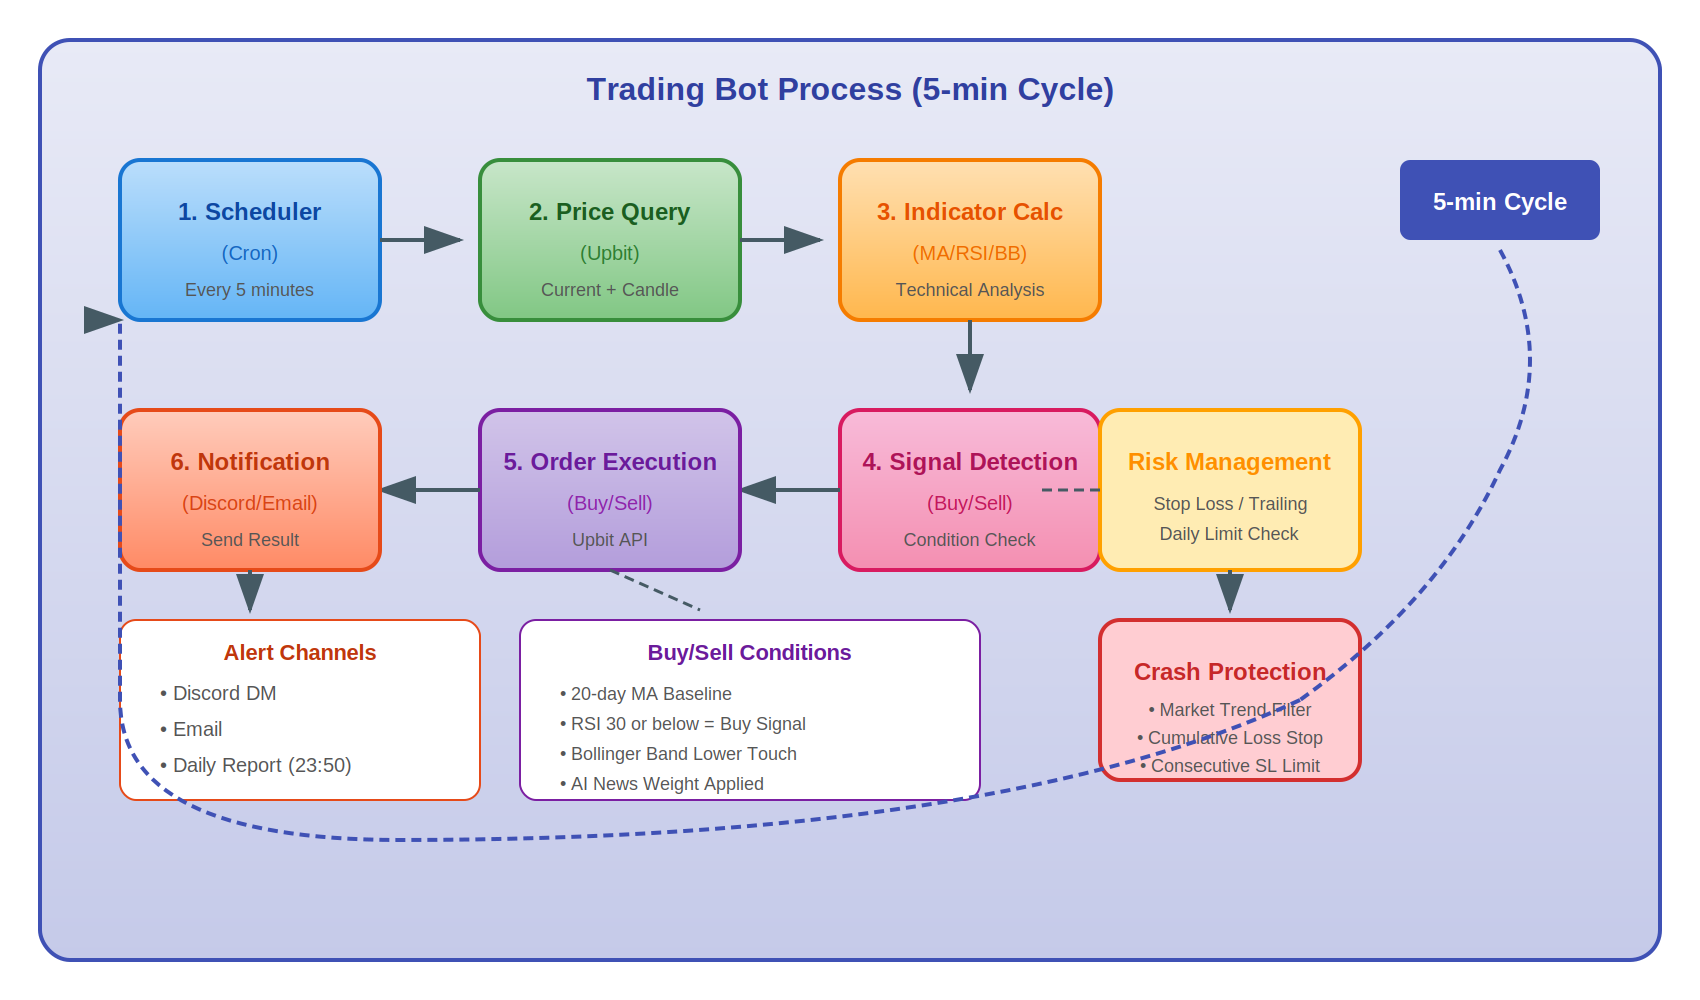 Trading Bot Process (5-min Cycle)
1. Scheduler
(Cron)
Every 5 minutes
2. Price Query
(Upbit)
Current + Candle
3. Indicator Calc
(MA/RSI/BB)
Technical Analysis
5-min Cycle
6. Notification
(Discord/Email)
Send Result
5. Order Execution
(Buy/Sell)
Upbit API
4. Signal Detection
(Buy/Sell)
Condition Check
Risk Management
Stop Loss / Trailing
Daily Limit Check
Alert Channels
• Discord DM
• Email
• Daily Report (23:50)
Buy/Sell Conditions
• 20-day MA Baseline
• RSI 30 or below = Buy Signal
• Bollinger Band Lower Touch
• AI News Weight Applied
Crash Protection
• Market Trend Filter
• Cumulative Loss Stop
• Consecutive SL Limit